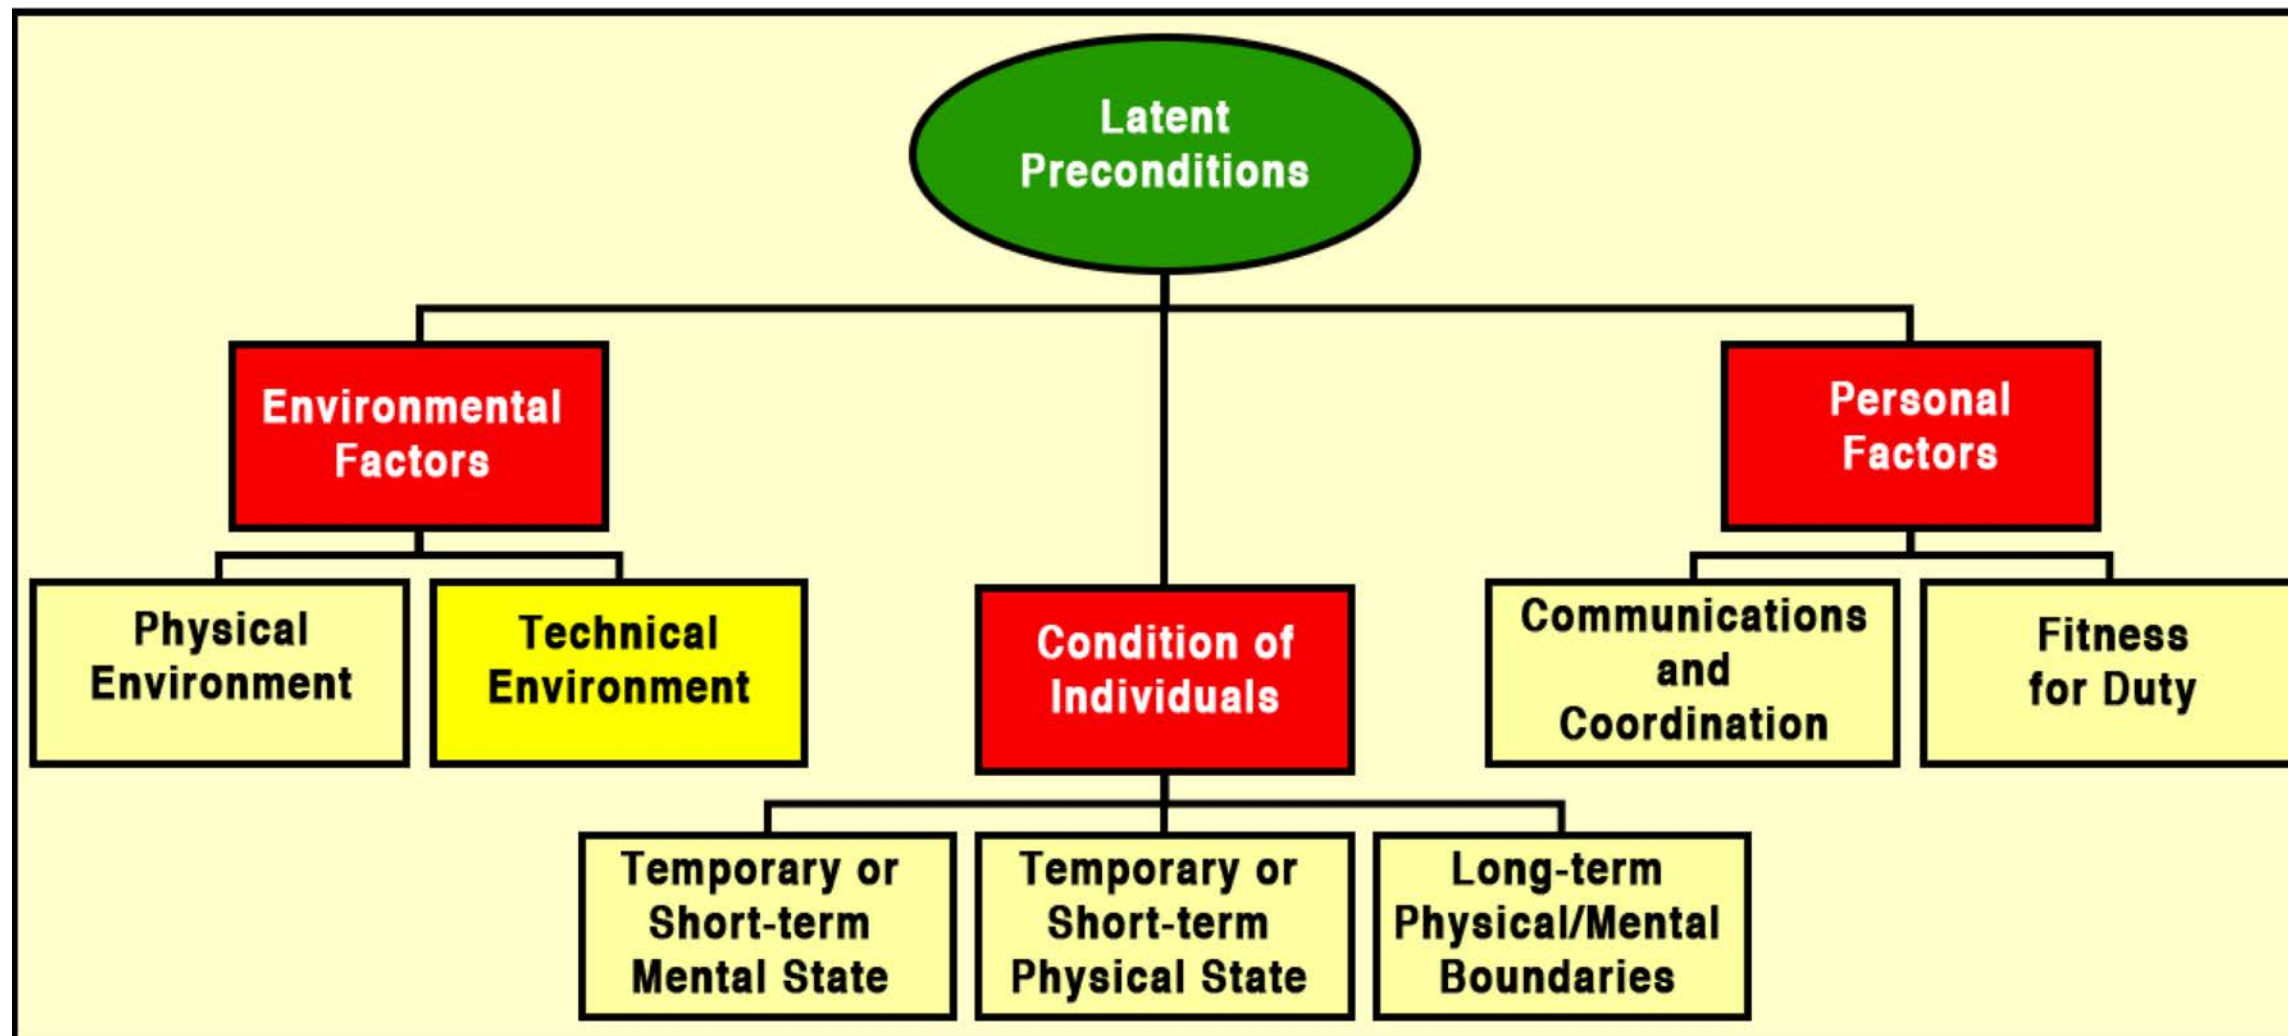 Latent
Preconditions
Environmental
Factors
Personal
Factors
Physical
Environment
Technical
Environment
Condition of
Individuals
Communications
and
Coordination
Fitness
for Duty
Temporary or
Short-term
Mental State
Temporary or
Short-term
Physical State
Long-term
Physical/Mental
Boundaries